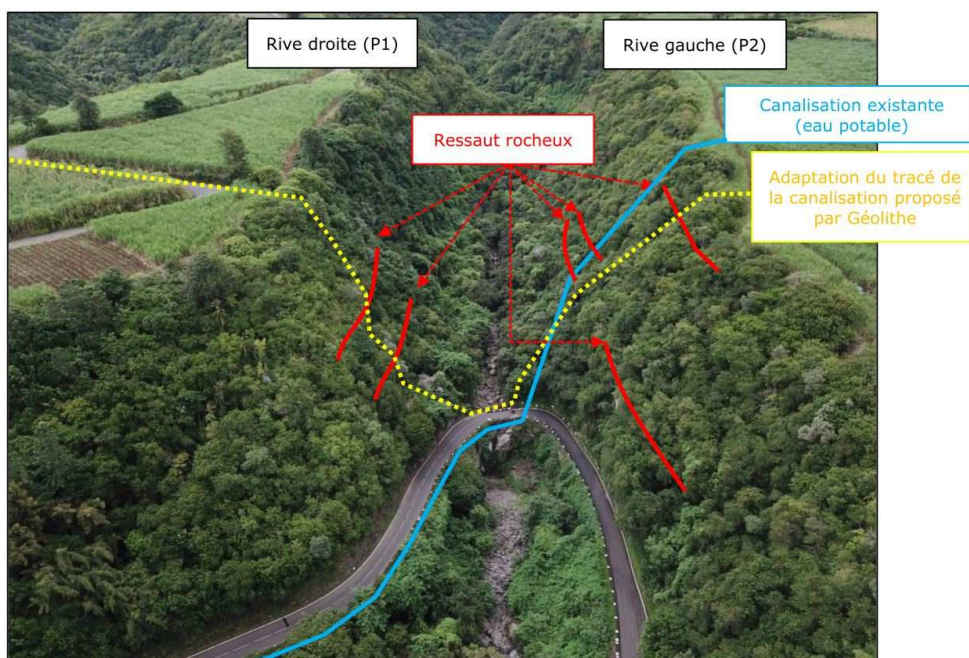 Rive droite (P1)
Rive gauche (P2)
Canalisation existante
(eau potable)
Ressaut rocheux
Adaptation du tracé de
la canalisation proposé
par Géolithe